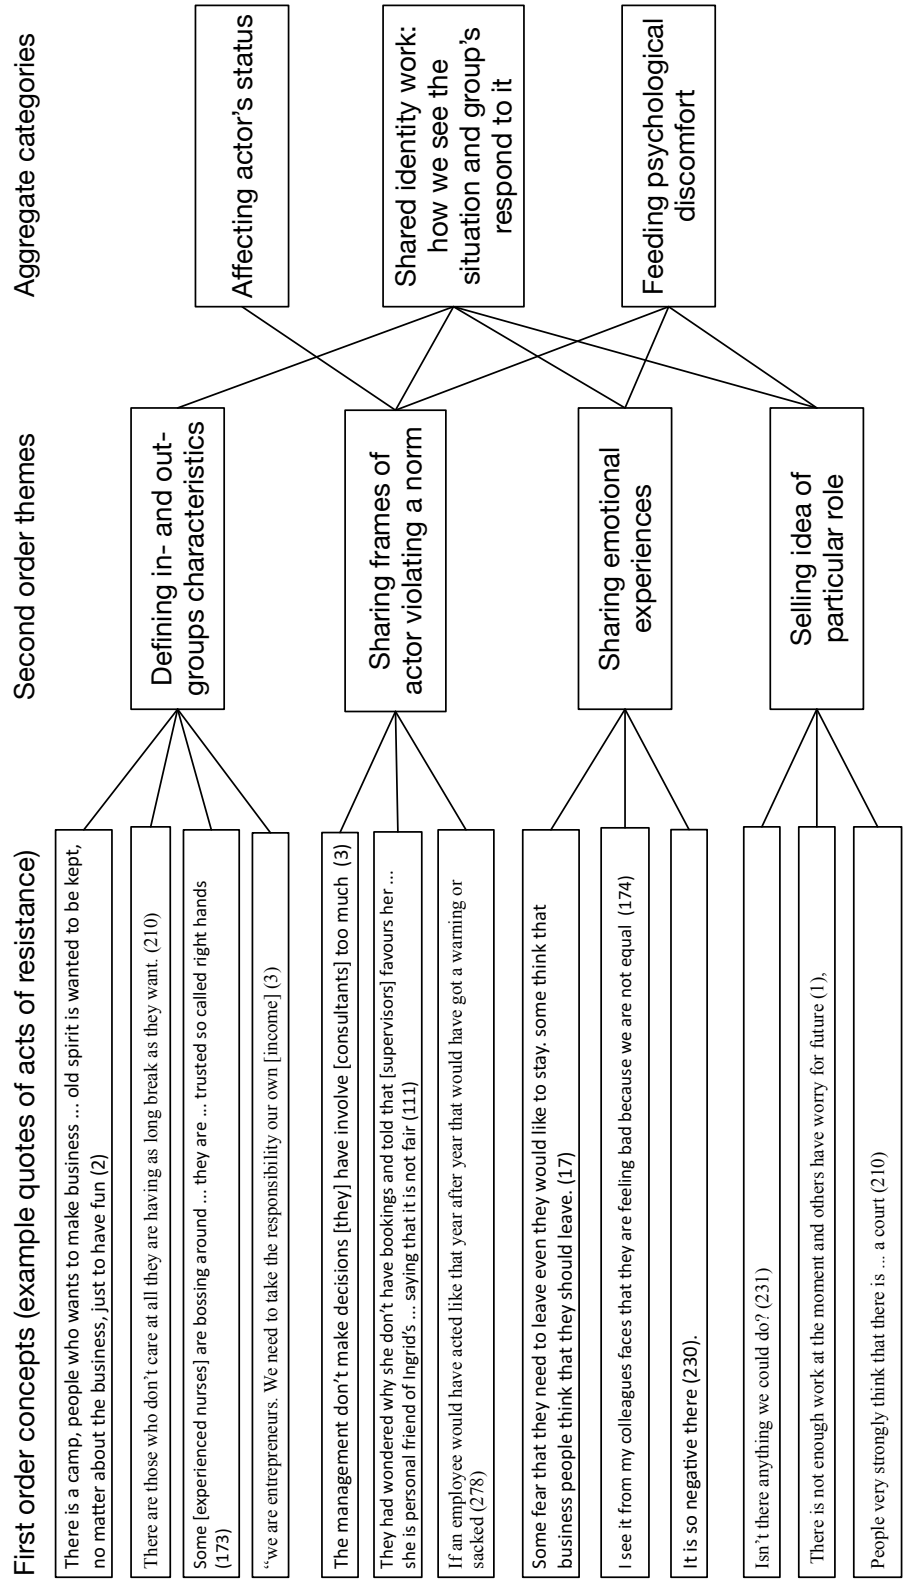 First order concepts (example quotes of acts of resistance)
There is a camp, people who wants to make business … old spirit is wanted to be kept,
no matter about the business, just to have fun (2)
There are those who don’t care at all they are having as long break as they want. (210)
Some [experienced nurses] are bossing around … they are … trusted so called right hands
(173)
“we are entrepreneurs. We need to take the responsibility our own [income] (3)
The management don’t make decisions [they] have involve [consultants] too much (3)
They had wondered why she don’t have bookings and told that [supervisors] favours her …
she is personal friend of Ingrid’s … saying that it is not fair (111)
If an employee would have acted like that year after year that would have got a warning or
sacked (278)
Some fear that they need to leave even they would like to stay. some think that
business people think that they should leave. (17)
I see it from my colleagues faces that they are feeling bad because we are not equal (174)
It is so negative there (230).
Isn’t there anything we could do? (231)
There is not enough work at the moment and others have worry for future (1),
People very strongly think that there is … a court (210)
Second order themes
Defining in- and out-
groups characteristics
Sharing frames of
actor violating a norm
Sharing emotional
experiences
Selling idea of
particular role
Aggregate categories
Affecting actor’s status
Shared identity work:
how we see the
situation and group’s
respond to it
Feeding psychological
discomfort